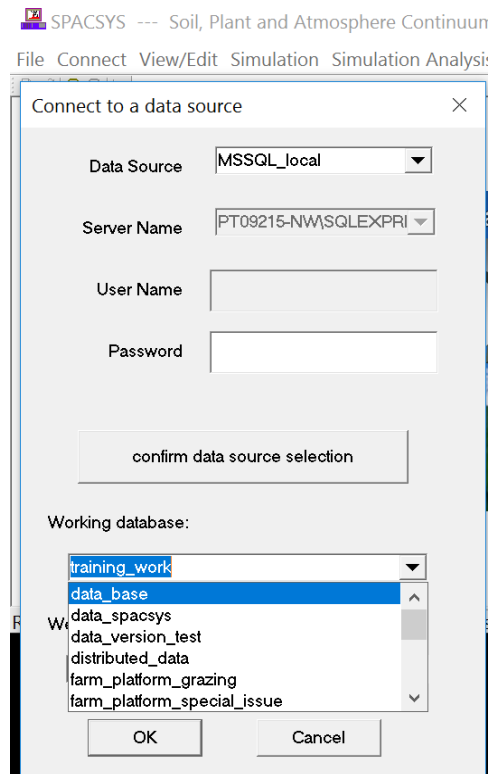 SPACSYS --- Soil, Plant and Atmosphere Continuum
File Connect View/Edit Simulation Simulation Analysis
Connect to a data source
Data Source
MSSQL_local
Server Name
PT09215-NW\SQLEXPR
User Name
Password
confirm data source selection
Working database:
training_work
data_base
data_spacsys
We
data_version_test
distributed_data
farm_platform_grazing
farm_platform_special_issue
OK
Cancel